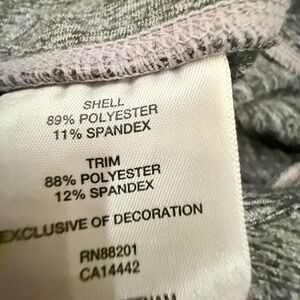 SHELL
89% POLYESTER
11% SPANDEX
TRIM
88% POLYESTER
12% SPANDEX
EXCLUSIVE OF DECORATION
RN88201
CA14442